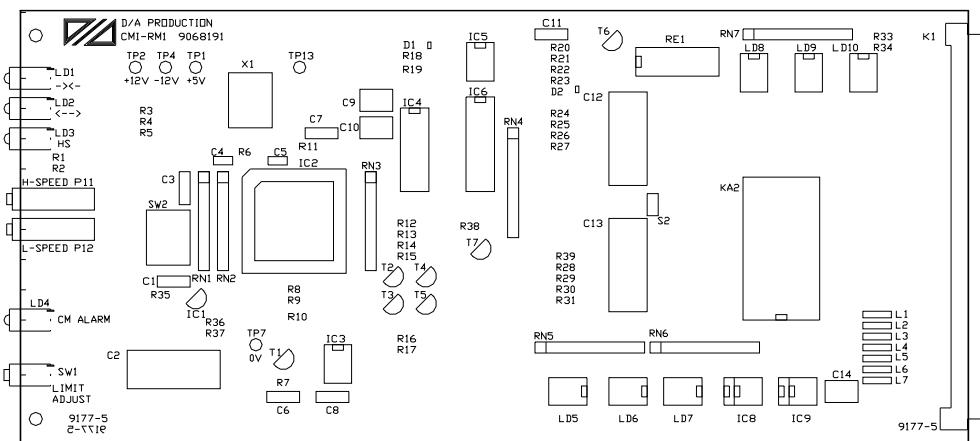 D/A PRODUCTION
CMI-RM1 9068191
TP2
TP4
TP1
+12V
-12V
+5V
X1
TP13
D1
R18
R19
IC5
C11
R20
R21
R22
R23
D2
T6
RE1
RN7
LD8
LD9
LD10
R33
R34
K1
LD1
-><-
LD2
<-->
LD3
HS
R1
R2
R3
R4
R5
C9
C10
C7
R11
IC4
IC6
RN4
C12
R24
R25
R26
R27
H-SPEED P11
L-SPEED P12
C3
C4
R6
C5
IC2
RN3
SW2
C1
R35
RN1
RN2
IC1
R36
R37
R8
R9
R10
R12
R13
R14
R15
T2
T4
T3
T5
R38
T7
KA2
S2
C13
R39
R28
R29
R30
R31
LD4
CM ALARM
SW1
LIMIT
ADJUST
C2
TP7
0V
T1
IC3
R16
R17
R7
C6
C8
RN5
RN6
LD5
LD6
LD7
IC8
IC9
C14
L1
L2
L3
L4
L5
L6
L7
9177-5
9177-5
9177-5